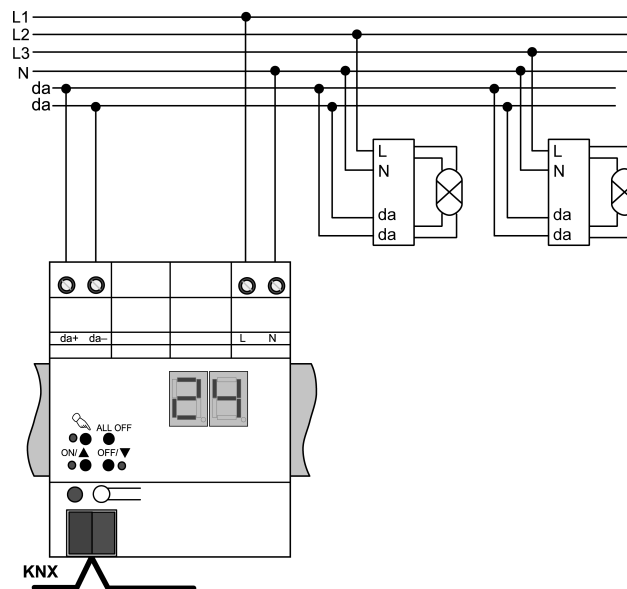 L1
L2
L3
N
da
da
L
N
da
da
L
N
da
da
da+ da– L N
24
ALL OFF
ON/▲ OFF/▼
KNX